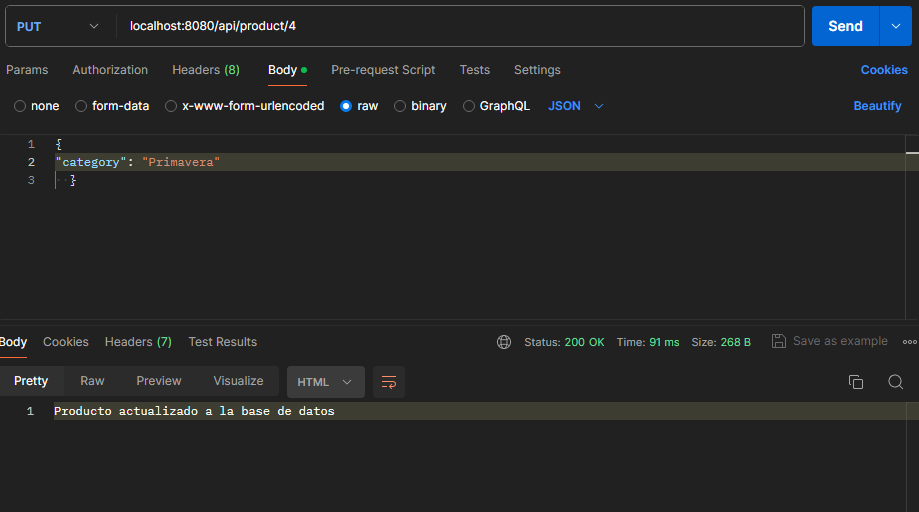 PUT localhost:8080/api/product/4 Send
Params Authorization Headers (8) Body Pre-request Script Tests Settings Cookies
none form-data x-www-form-urlencoded raw binary GraphQL JSON Beautify
1 {
2 "category": "Primavera"
3 }
Body Cookies Headers (7) Test Results Status: 200 OK Time: 91 ms Size: 268 B Save as example
Pretty Raw Preview Visualize HTML
1 Producto actualizado a la base de datos